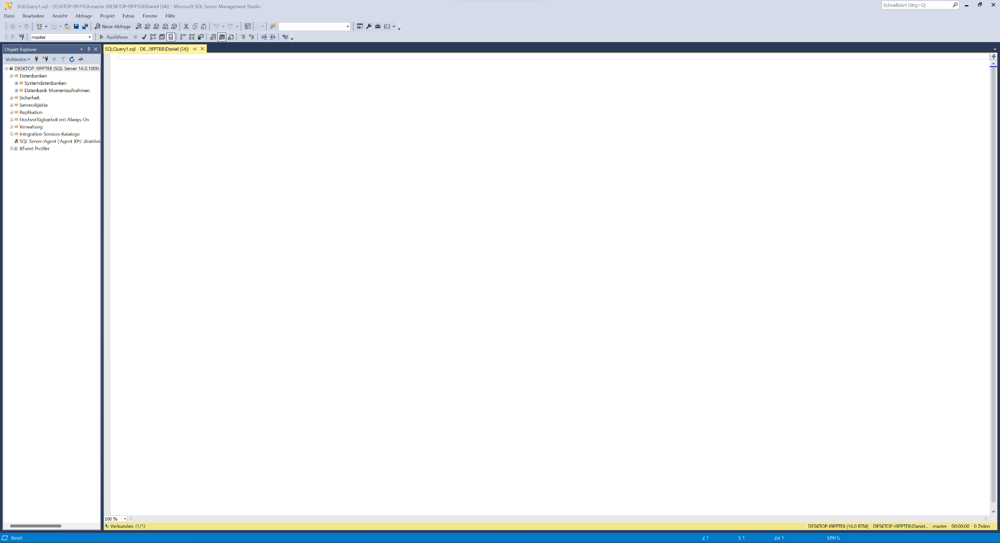 SQLQuery1.sql - DESKTOP-I9FPTE8.master (DESKTOP-I9FPTE8\Daniel (54)) - Microsoft SQL Server Management Studio
Schnellstart (Strg+Q)
Datei Bearbeiten Ansicht Abfrage Projekt Extras Fenster Hilfe
Neue Abfrage
master
Ausführen
Objekt-Explorer
SQLQuery1.sql - DE...9FPTE8\Daniel (54))
Verbinden
DESKTOP-I9FPTE8 (SQL Server 16.0.1000.
Datenbanken
Systemdatenbanken
Datenbank-Momentaufnahmen
Sicherheit
Serverobjekte
Replikation
Hochverfügbarkeit mit Always On
Verwaltung
Integration Services-Kataloge
SQL Server-Agent ('Agent XPs' deaktivie
XEvent Profiler
100 %
Verbunden. (1/1)
DESKTOP-I9FPTE8 (16.0 RTM) DESKTOP-I9FPTE8\Daniel... master 00:00:00 0 Zeilen
Bereit Z 1 S 1 Zei 1 EINFG